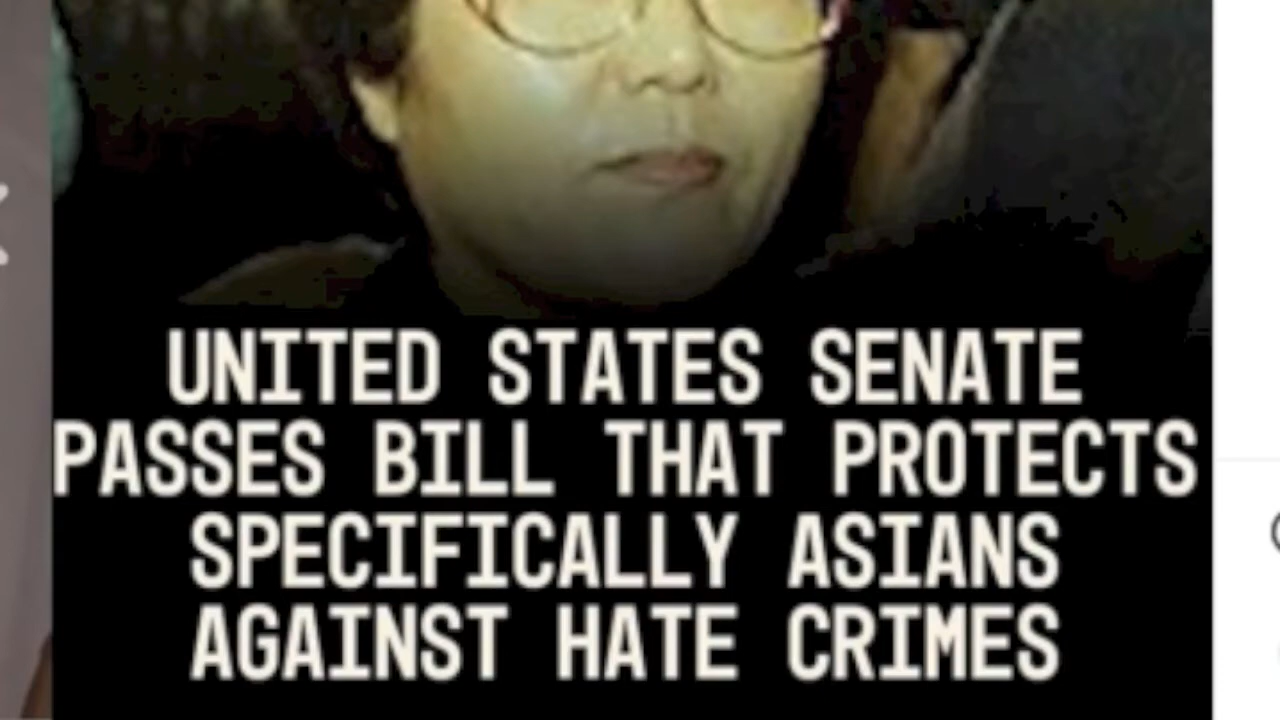 UNITED STATES SENATE
PASSES BILL THAT PROTECTS
SPECIFICALLY ASIANS
AGAINST HATE CRIMES